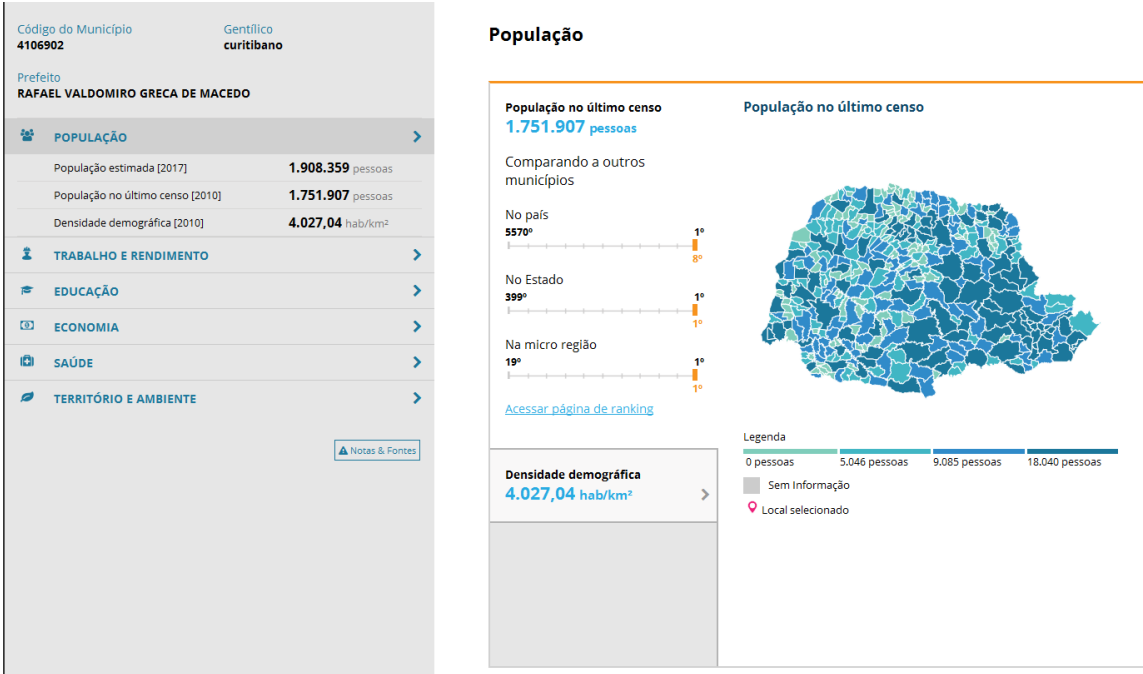 Código do Município
4106902
Gentílico
curitibano
Prefeito
RAFAEL VALDOMIRO GRECA DE MACEDO
POPULAÇÃO
População estimada [2017] 1.908.359 pessoas
População no último censo [2010] 1.751.907 pessoas
Densidade demográfica [2010] 4.027,04 hab/km²
TRABALHO E RENDIMENTO
EDUCAÇÃO
ECONOMIA
SAÚDE
TERRITÓRIO E AMBIENTE
Notas & Fontes
População
População no último censo
1.751.907 pessoas
Comparando a outros
municípios
No país
5570º 1º
8º
No Estado
399º 1º
1º
Na micro região
19º 1º
1º
Acessar página de ranking
Densidade demográfica
4.027,04 hab/km²
População no último censo
Legenda
0 pessoas 5.046 pessoas 9.085 pessoas 18.040 pessoas
Sem Informação
Local selecionado